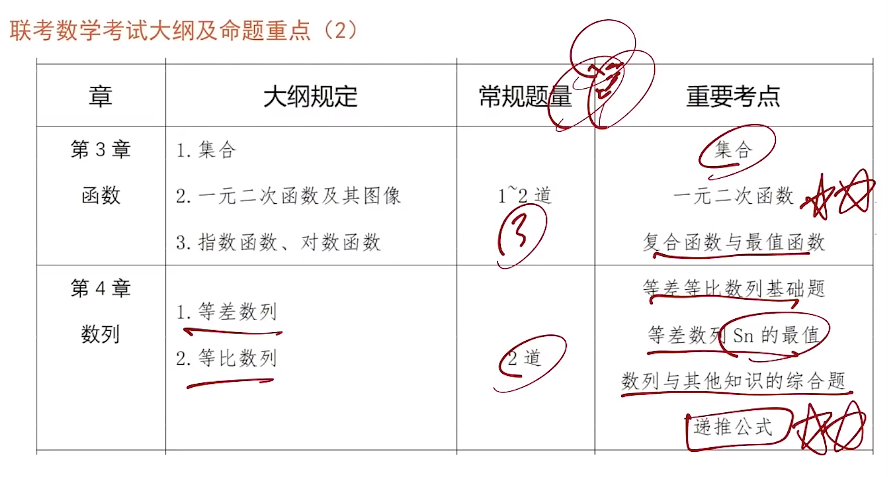 联考数学考试大纲及命题重点（2）
章 大纲规定 常规题量 重要考点
第 3 章 1.集合 集合
函数 2.一元二次函数及其图像 1~2 道 一元二次函数
3.指数函数、对数函数 3 复合函数与最值函数
第 4 章 等差等比数列基础题
1.等差数列
数列 等差数列 Sn 的最值
2.等比数列 2 道
数列与其他知识的综合题
递推公式